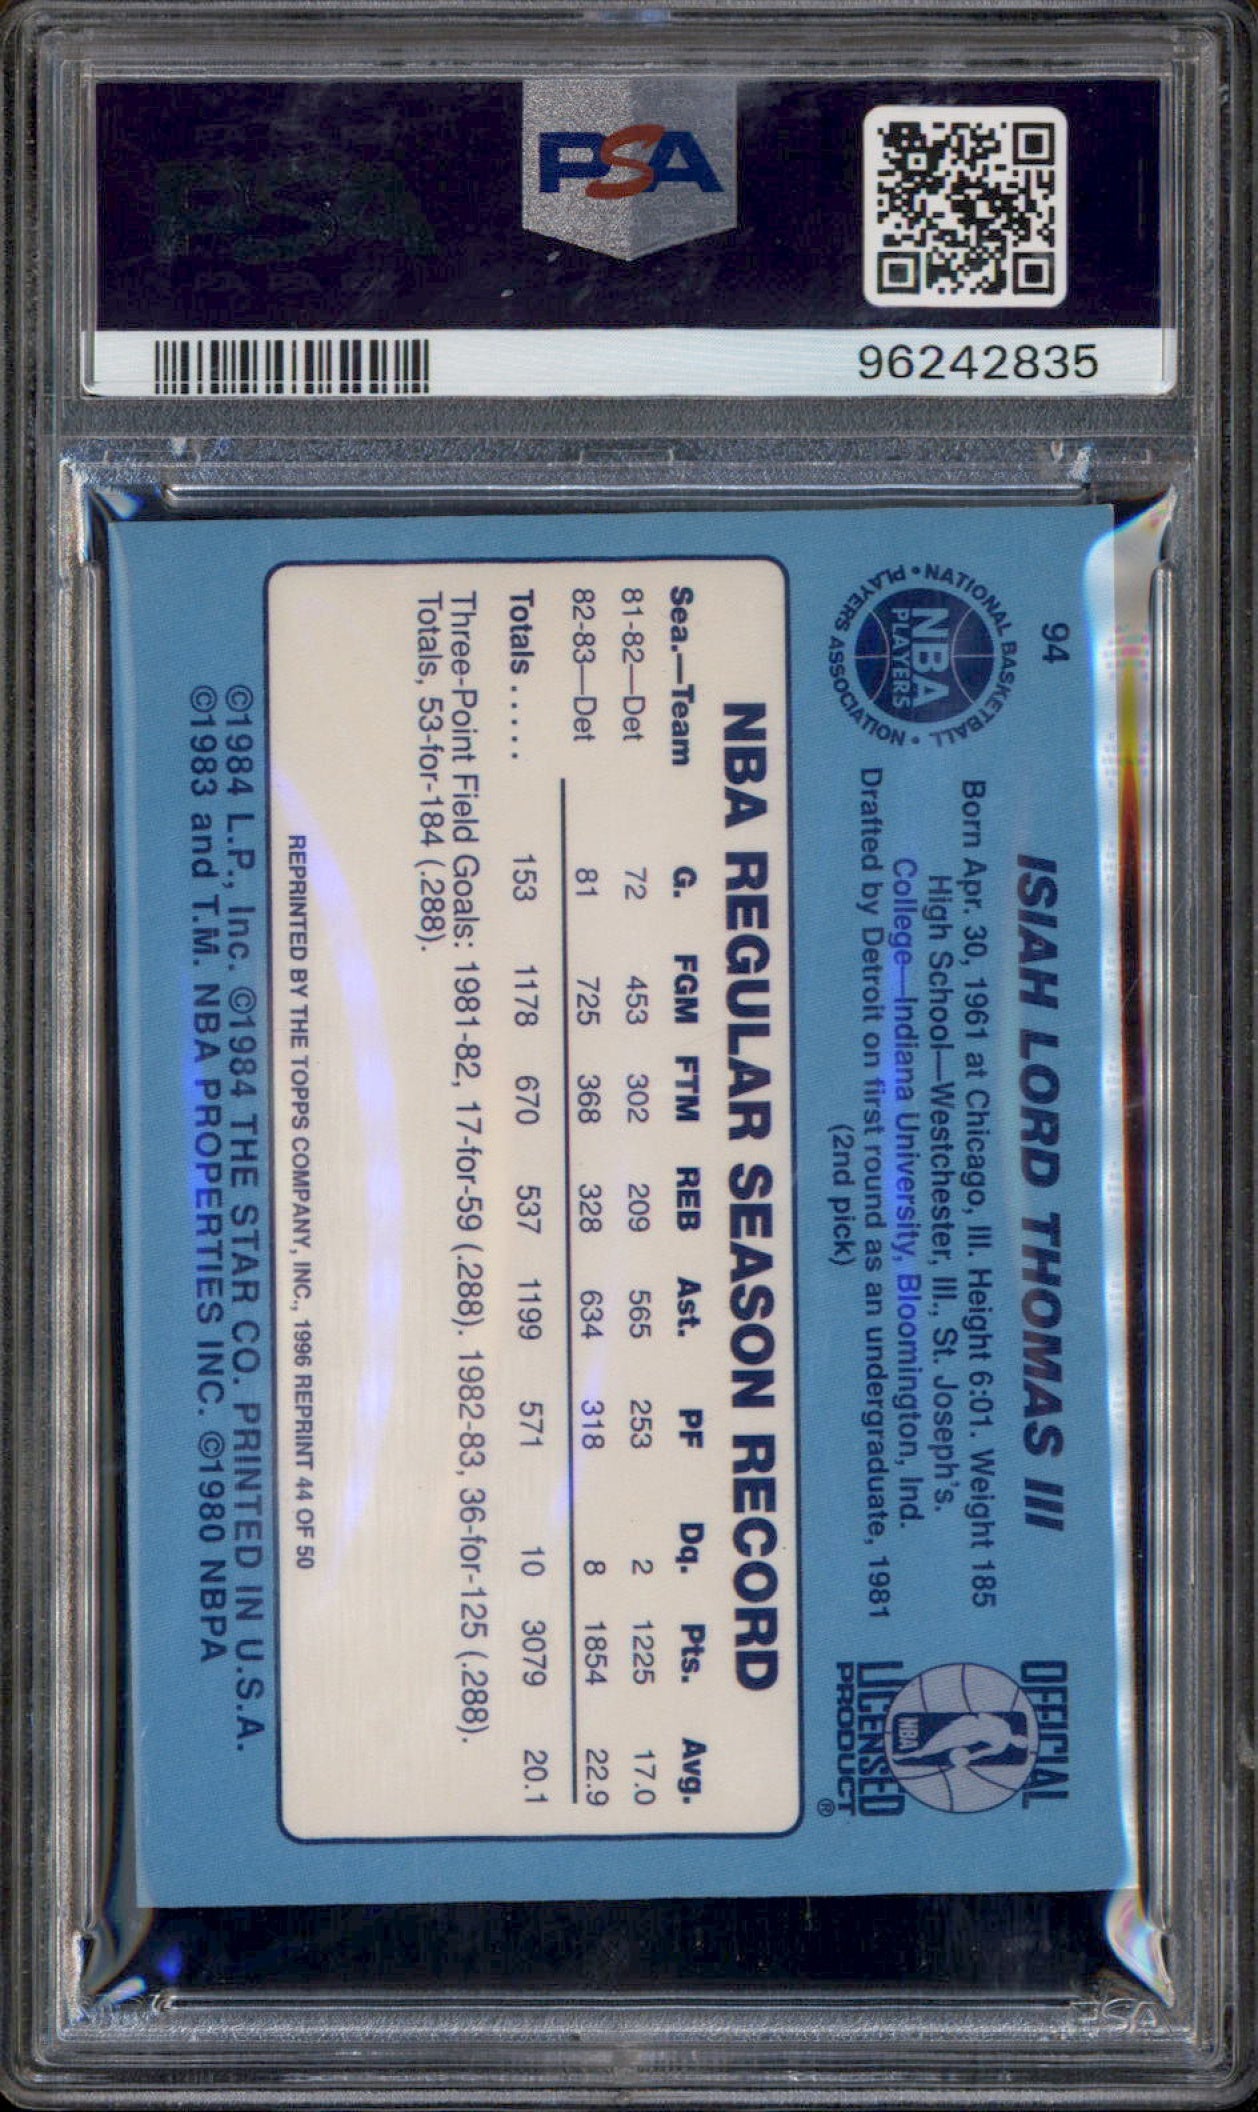 PSA
96242835
94
ISIAH LORD THOMAS III
Born Apr. 30, 1961 at Chicago, Ill. Height 6:01. Weight 185
High School—Westchester, Ill., St. Joseph's.
College—Indiana University, Bloomington, Ind.
Drafted by Detroit on first round as an undergraduate, 1981
(2nd pick)
• NATIONAL BASKETBALL •
PLAYERS ASSOCIATION
NBA
PLAYERS
OFFICIAL
NBA
LICENSED
PRODUCT®
NBA REGULAR SEASON RECORD
Sea.—Team G. FGM FTM REB Ast. PF Dq. Pts. Avg.
81-82—Det 72 453 302 209 565 253 2 1225 17.0
82-83—Det 81 725 368 328 634 318 8 1854 22.9
Totals . . . . . 153 1178 670 537 1199 571 10 3079 20.1
Three-Point Field Goals: 1981-82, 17-for-59 (.288). 1982-83, 36-for-125 (.288).
Totals, 53-for-184 (.288).
REPRINTED BY THE TOPPS COMPANY, INC., 1996 REPRINT 44 OF 50
©1984 L.P., Inc. ©1984 THE STAR CO. PRINTED IN U.S.A.
©1983 and T.M. NBA PROPERTIES INC. ©1980 NBPA
PSA